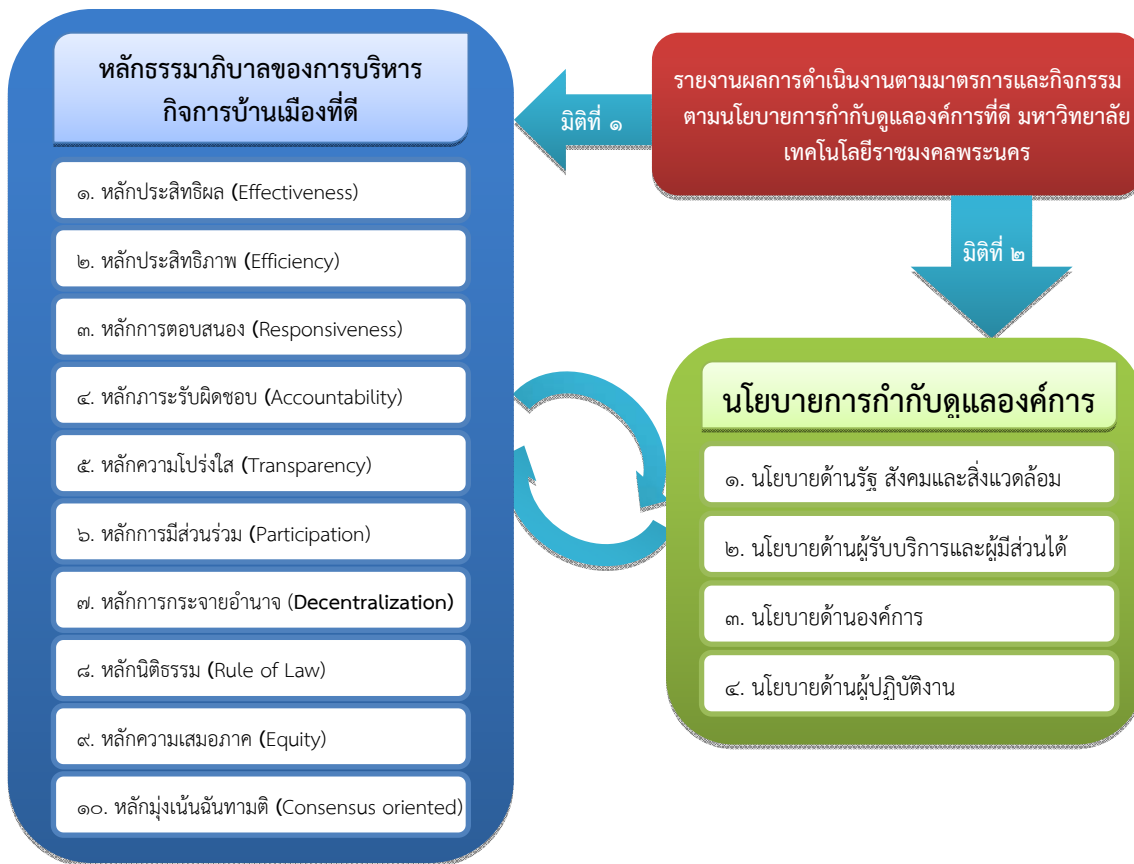 หลักธรรมาภิบาลของการบริหาร
กิจการบ้านเมืองที่ดี
๑. หลักประสิทธิผล (Effectiveness)
๒. หลักประสิทธิภาพ (Efficiency)
๓. หลักการตอบสนอง (Responsiveness)
๔. หลักภาระรับผิดชอบ (Accountability)
๕. หลักความโปร่งใส (Transparency)
๖. หลักการมีส่วนร่วม (Participation)
๗. หลักการกระจายอำนาจ (Decentralization)
๘. หลักนิติธรรม (Rule of Law)
๙. หลักความเสมอภาค (Equity)
๑๐. หลักมุ่งเน้นฉันทามติ (Consensus oriented)
มิติที่ ๑
รายงานผลการดำเนินงานตามมาตรการและกิจกรรม
ตามนโยบายการกำกับดูแลองค์การที่ดี มหาวิทยาลัย
เทคโนโลยีราชมงคลพระนคร
มิติที่ ๒
นโยบายการกำกับดูแลองค์การ
๑. นโยบายด้านรัฐ สังคมและสิ่งแวดล้อม
๒. นโยบายด้านผู้รับบริการและผู้มีส่วนได้
๓. นโยบายด้านองค์การ
๔. นโยบายด้านผู้ปฏิบัติงาน